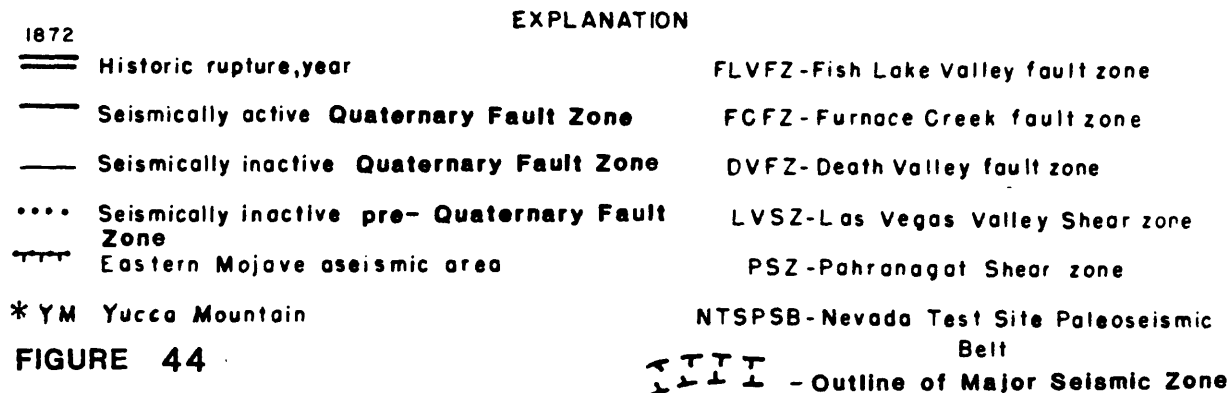 EXPLANATION
1872
Historic rupture,year
Seismically active Quaternary Fault Zone
Seismically inactive Quaternary Fault Zone
Seismically inactive pre- Quaternary Fault
Zone
Eastern Mojave aseismic area
* YM Yucca Mountain
FIGURE 44
FLVFZ-Fish Lake Valley fault zone
FCFZ-Furnace Creek fault zone
DVFZ-Death Valley fault zone
LVSZ-Las Vegas Valley Shear zone
PSZ-Pahranagat Shear zone
NTSPSB-Nevada Test Site Paleoseismic
Belt
- Outline of Major Seismic Zone